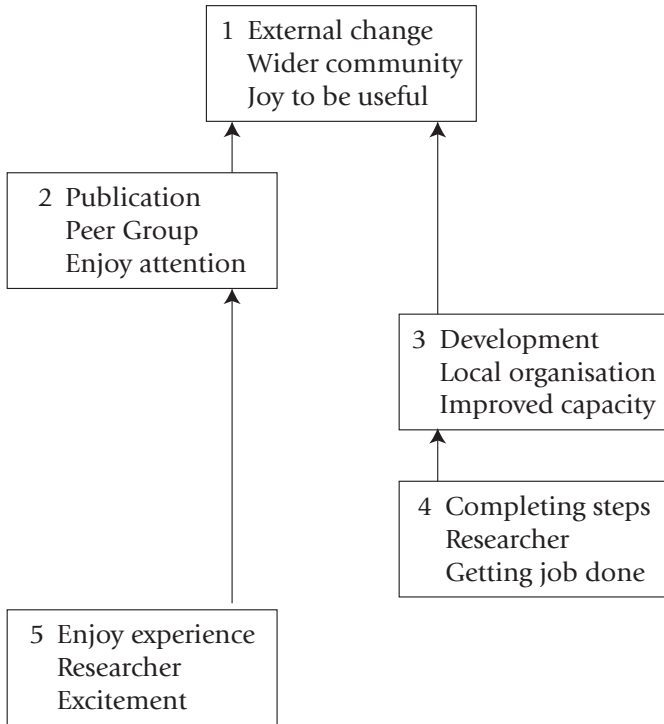 1 External change
Wider community
Joy to be useful
2 Publication
Peer Group
Enjoy attention
3 Development
Local organisation
Improved capacity
4 Completing steps
Researcher
Getting job done
5 Enjoy experience
Researcher
Excitement